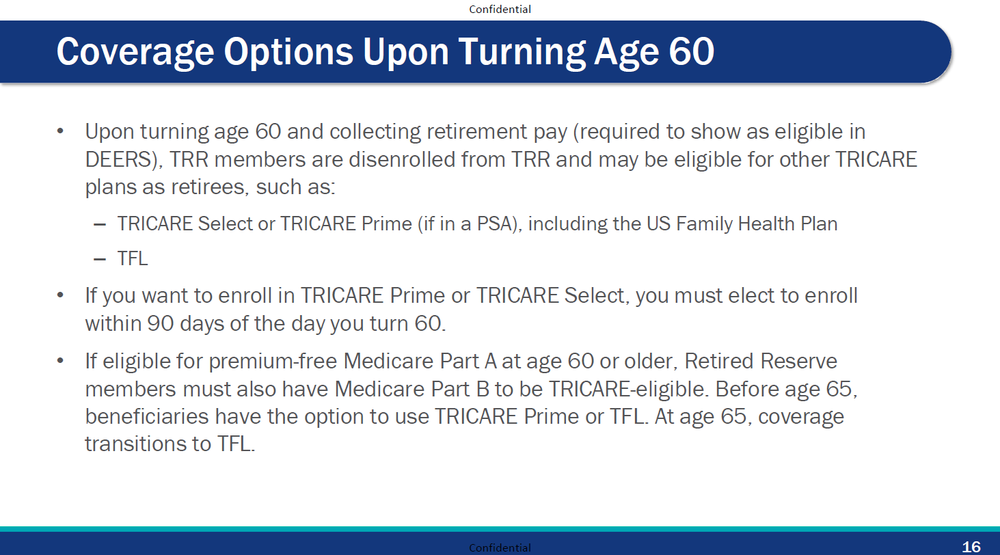 Confidential
Coverage Options Upon Turning Age 60
• Upon turning age 60 and collecting retirement pay (required to show as eligible in
DEERS), TRR members are disenrolled from TRR and may be eligible for other TRICARE
plans as retirees, such as:
– TRICARE Select or TRICARE Prime (if in a PSA), including the US Family Health Plan
– TFL
• If you want to enroll in TRICARE Prime or TRICARE Select, you must elect to enroll
within 90 days of the day you turn 60.
• If eligible for premium-free Medicare Part A at age 60 or older, Retired Reserve
members must also have Medicare Part B to be TRICARE-eligible. Before age 65,
beneficiaries have the option to use TRICARE Prime or TFL. At age 65, coverage
transitions to TFL.
Confidential
16